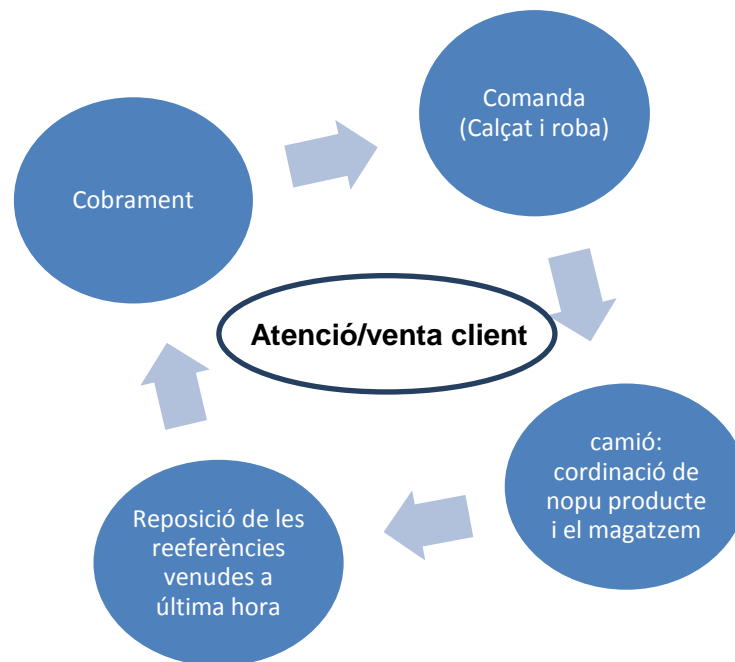 Comanda
(Calçat i roba)
Cobrament
Atenció/venta client
camió:
cordinació de
nopu producte
i el magatzem
Reposició de les
reeferències
venudes a
última hora